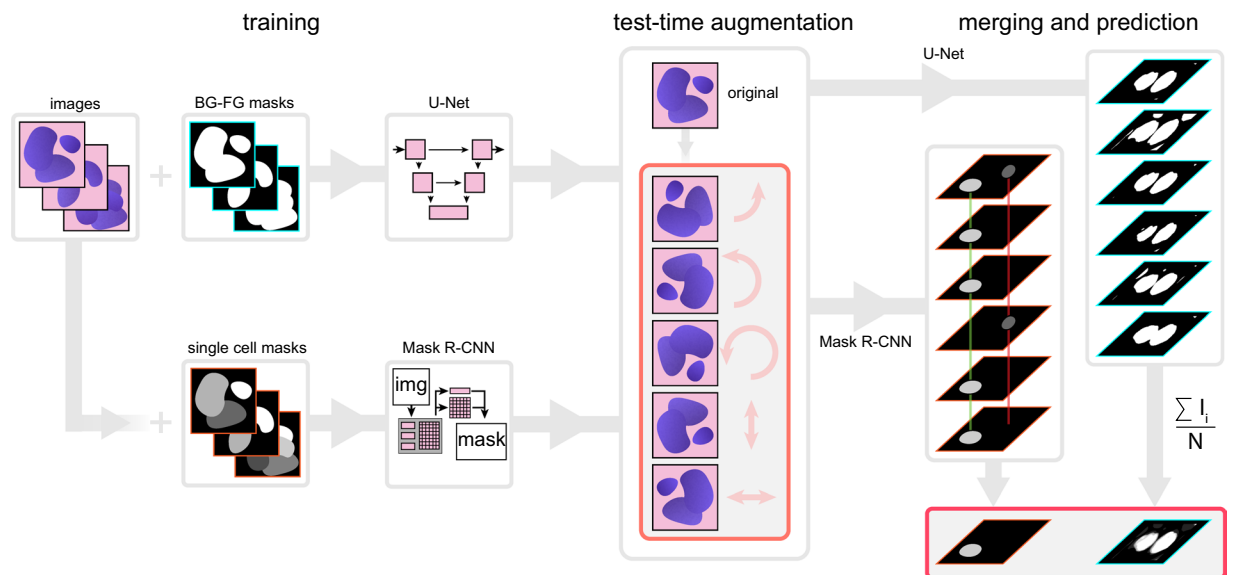 training
test-time augmentation
merging and prediction
images
BG-FG masks
U-Net
original
U-Net
single cell masks
Mask R-CNN
img
mask
Mask R-CNN
∑ I_i
N